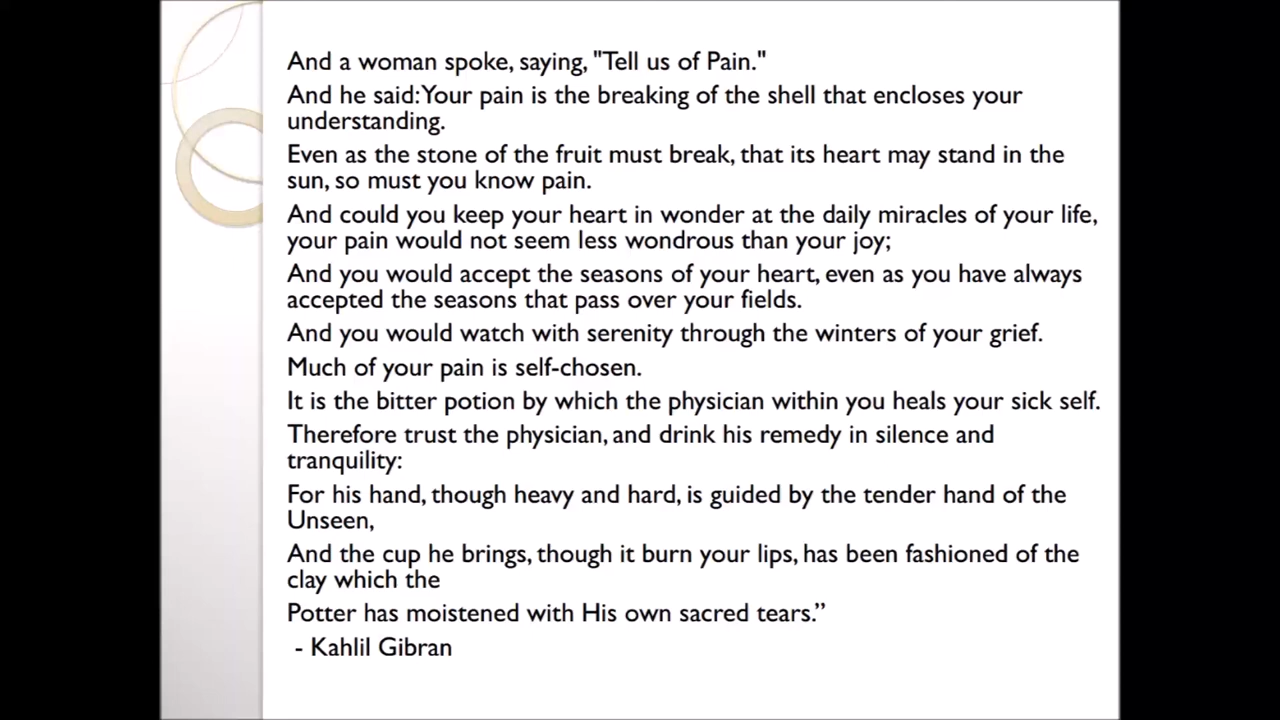 And a woman spoke, saying, "Tell us of Pain."
And he said: Your pain is the breaking of the shell that encloses your
understanding.
Even as the stone of the fruit must break, that its heart may stand in the
sun, so must you know pain.
And could you keep your heart in wonder at the daily miracles of your life,
your pain would not seem less wondrous than your joy;
And you would accept the seasons of your heart, even as you have always
accepted the seasons that pass over your fields.
And you would watch with serenity through the winters of your grief.
Much of your pain is self-chosen.
It is the bitter potion by which the physician within you heals your sick self.
Therefore trust the physician, and drink his remedy in silence and
tranquility:
For his hand, though heavy and hard, is guided by the tender hand of the
Unseen,
And the cup he brings, though it burn your lips, has been fashioned of the
clay which the
Potter has moistened with His own sacred tears.”
- Kahlil Gibran